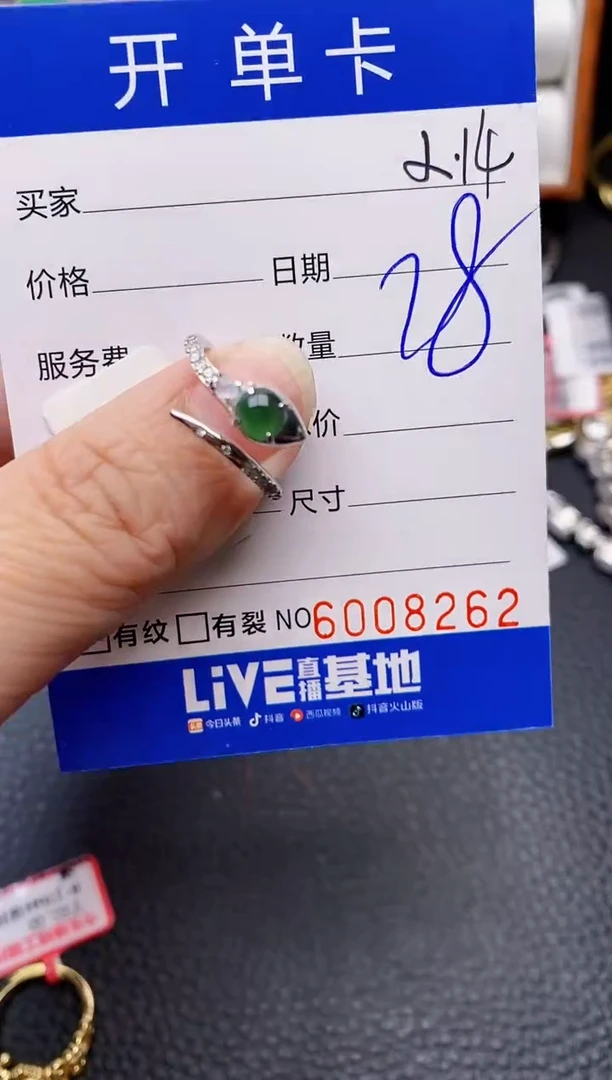 开单卡
2.14
买家
价格 日期
28
服务费 数量
价
尺寸
有纹 有裂 NO6008262
LiVE直播基地
今日头条 抖音 西瓜视频 抖音火山版